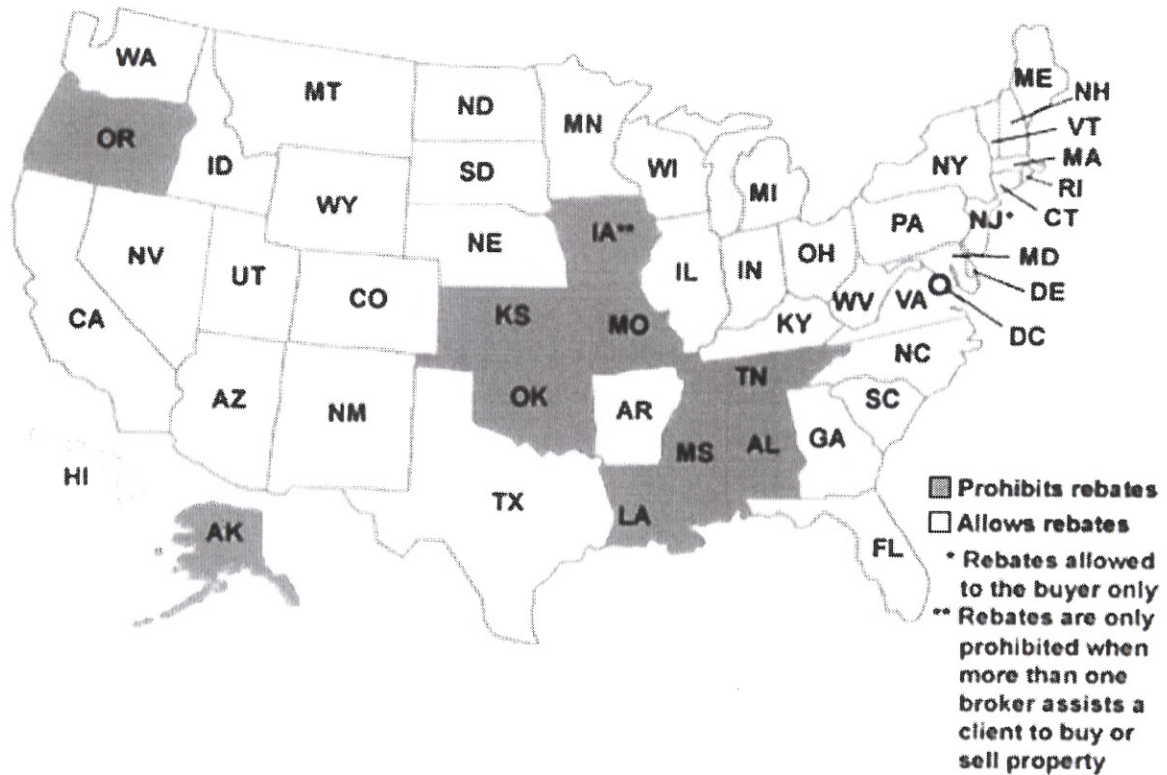 WA
MT
ND
MN
ME
NH
VT
OR
ID
SD
WI
MI
NY
MA
RI
WY
CT
IA**
PA
NJ*
NV
NE
OH
MD
UT
IL
IN
DE
CO
WV
VA
CA
KS
MO
KY
DC
NC
TN
AZ
OK
AR
SC
NM
GA
MS
AL
HI
TX
LA
AK
FL
Prohibits rebates
Allows rebates
* Rebates allowed
to the buyer only
** Rebates are only
prohibited when
more than one
broker assists a
client to buy or
sell property